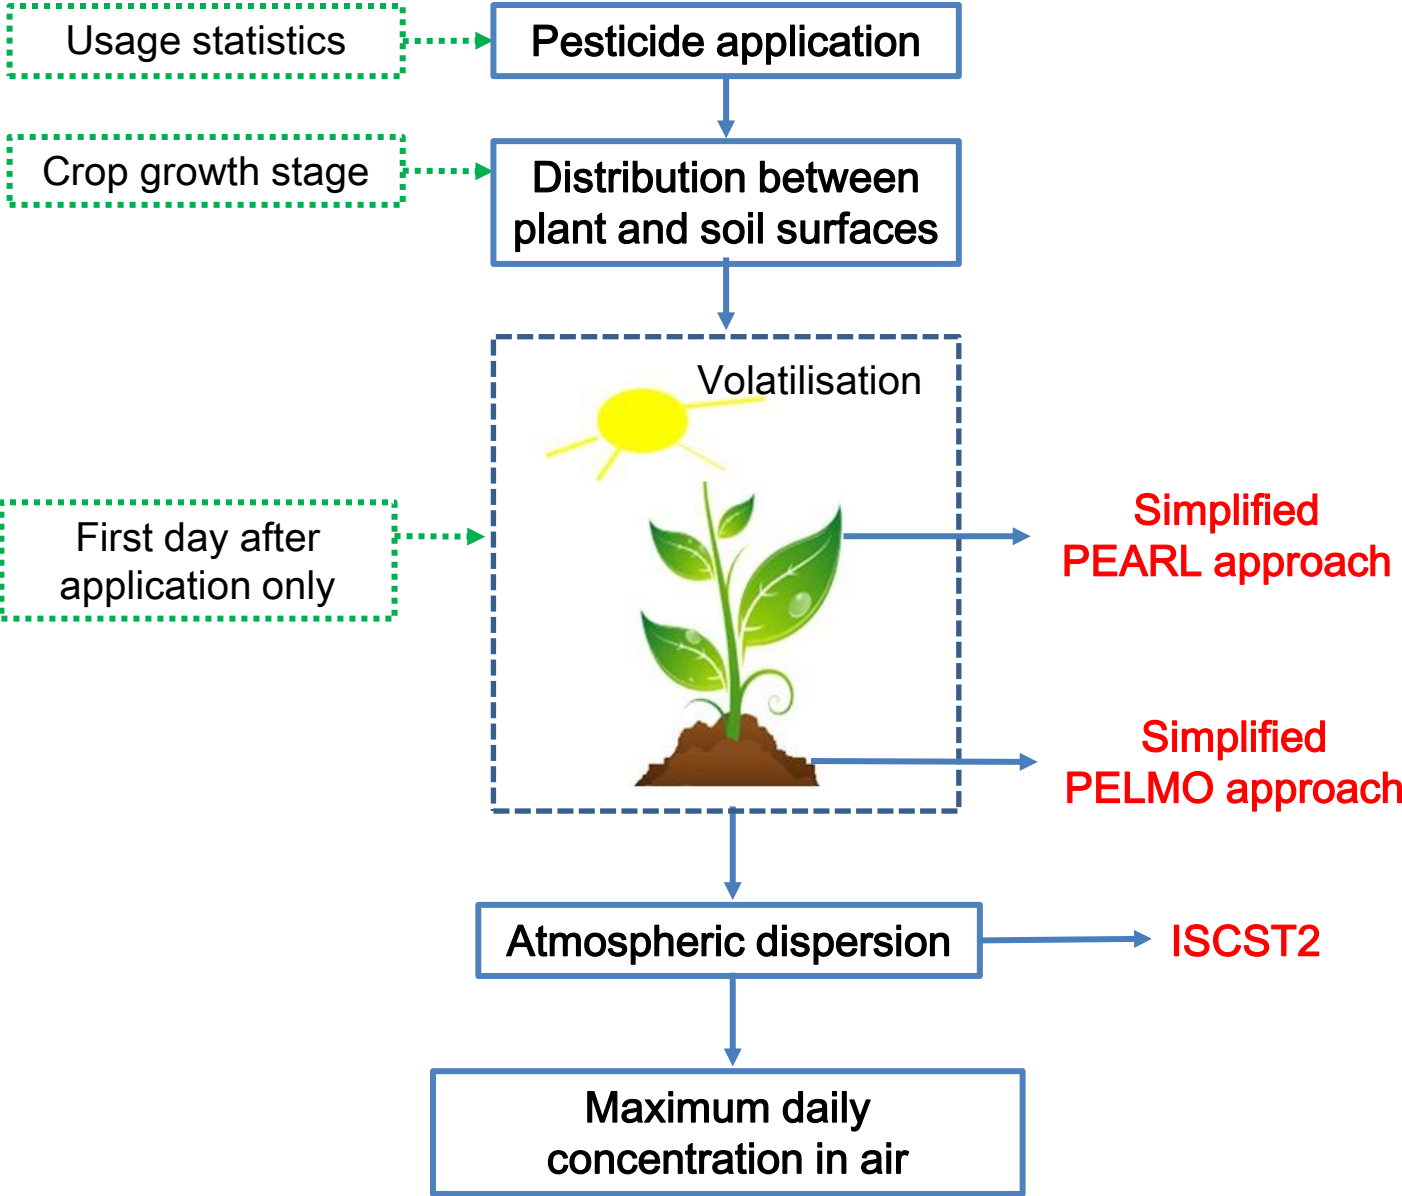 Usage statistics
Pesticide application
Crop growth stage
Distribution between
plant and soil surfaces
Volatilisation
First day after
application only
Simplified
PEARL approach
Simplified
PELMO approach
Atmospheric dispersion
ISCST2
Maximum daily
concentration in air